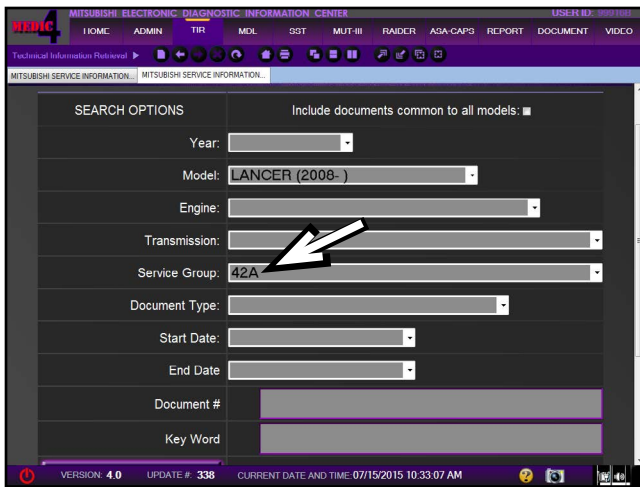 MITSUBISHI ELECTRONIC DIAGNOSTIC INFORMATION CENTER USER ID:
MEDIC 4
HOME ADMIN TIR MDL SST MUT-III RAIDER ASA-CAPS REPORT DOCUMENT VIDEO
Technical Information Retrieval
MITSUBISHI SERVICE INFORMATION... MITSUBISHI SERVICE INFORMATION...
SEARCH OPTIONS Include documents common to all models:
Year:
Model: LANCER (2008- )
Engine:
Transmission:
Service Group: 42A
Document Type:
Start Date:
End Date
Document #
Key Word
VERSION: 4.0 UPDATE #: 338 CURRENT DATE AND TIME: 07/15/2015 10:33:07 AM